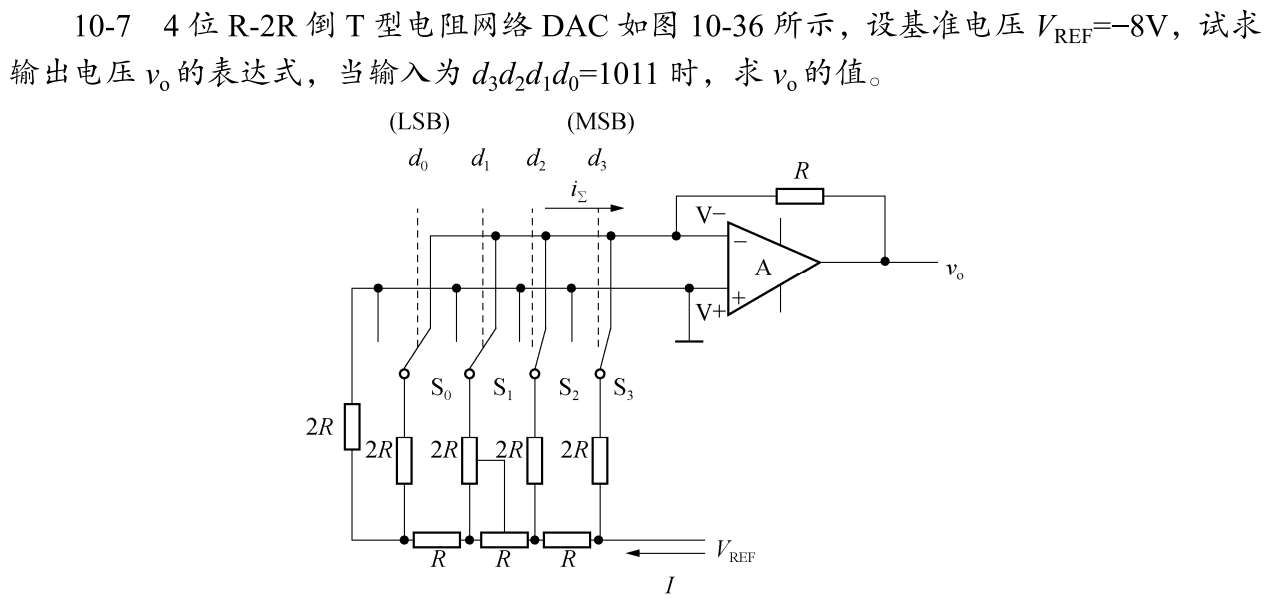 10-7 4 位 R-2R 倒 T 型电阻网络 DAC 如图 10-36 所示，设基准电压 VREF=−8V，试求
输出电压 vo 的表达式，当输入为 d3d2d1d0=1011 时，求 vo 的值。
(LSB) (MSB)
d0 d1 d2 d3
iΣ
R
V−
−
A
vo
+
V+
S0 S1 S2 S3
2R
2R 2R 2R 2R
R R R
VREF
I